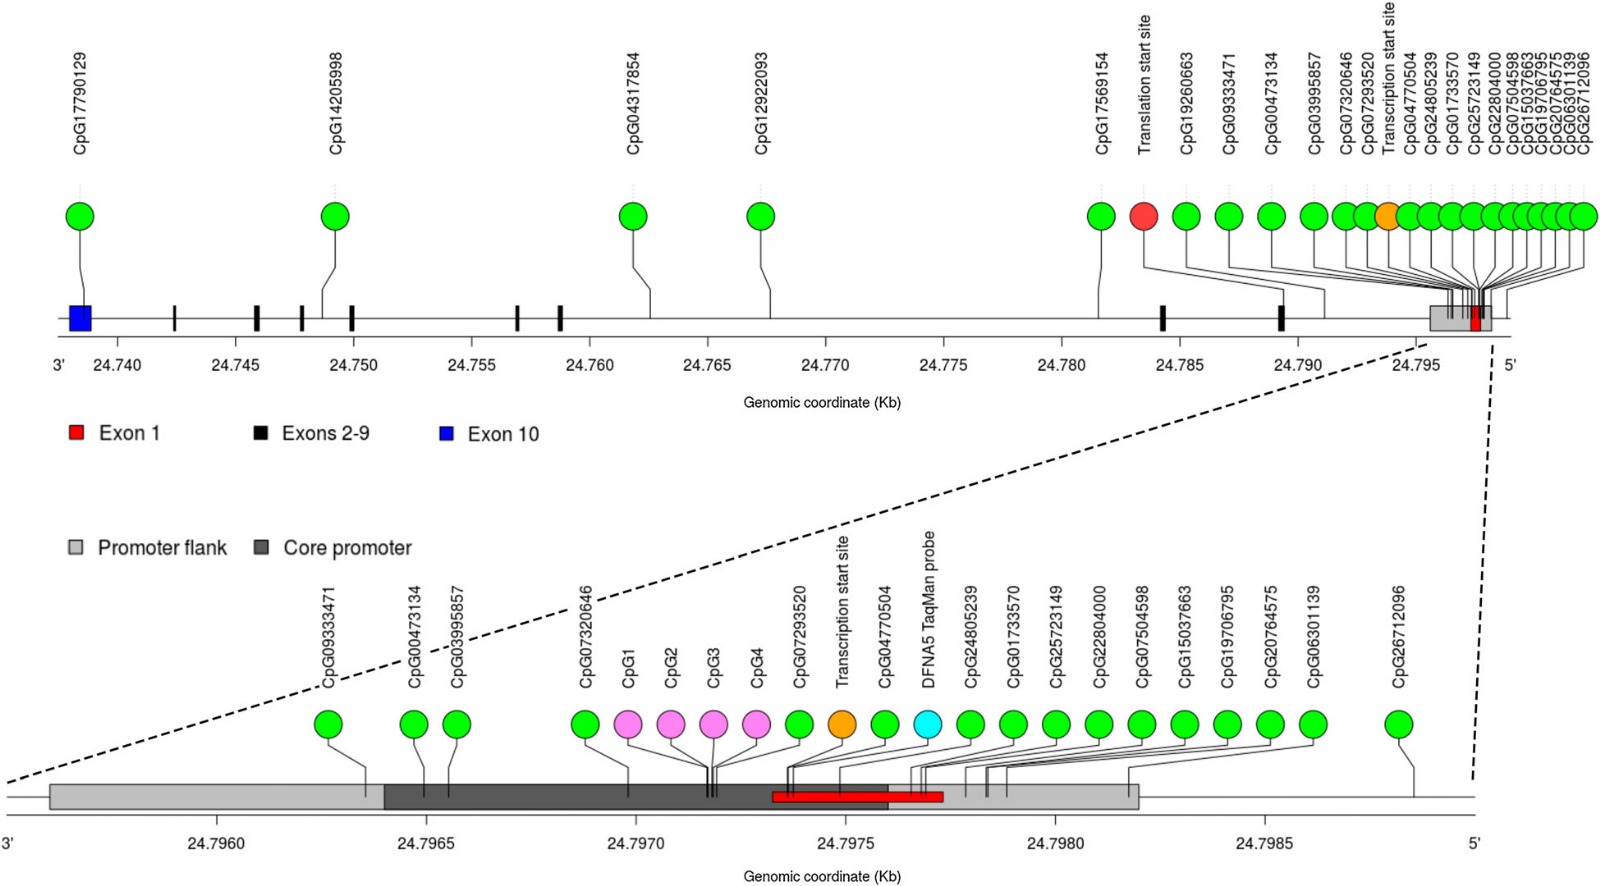 CpG17790129
CpG14205998
CpG04317854
CpG12922093
CpG17569154
Translation start site
CpG19260663
CpG09333471
CpG00473134
CpG03995857
CpG07320646
CpG07293520
Transcription start site
CpG04770504
CpG24805239
CpG01733570
CpG25723149
CpG22804000
CpG07504598
CpG15037663
CpG19706795
CpG20764575
CpG06301139
CpG26712096
3' 24.740 24.745 24.750 24.755 24.760 24.765 24.770 24.775 24.780 24.785 24.790 24.795 5'
Genomic coordinate (Kb)
Exon 1 Exons 2-9 Exon 10
Promoter flank Core promoter
CpG09333471
CpG00473134
CpG03995857
CpG07320646
CpG1
CpG2
CpG3
CpG4
CpG07293520
Transcription start site
CpG04770504
DFNA5 TaqMan probe
CpG24805239
CpG01733570
CpG25723149
CpG22804000
CpG07504598
CpG15037663
CpG19706795
CpG20764575
CpG06301139
CpG26712096
3' 24.7960 24.7965 24.7970 24.7975 24.7980 24.7985 5'
Genomic coordinate (Kb)